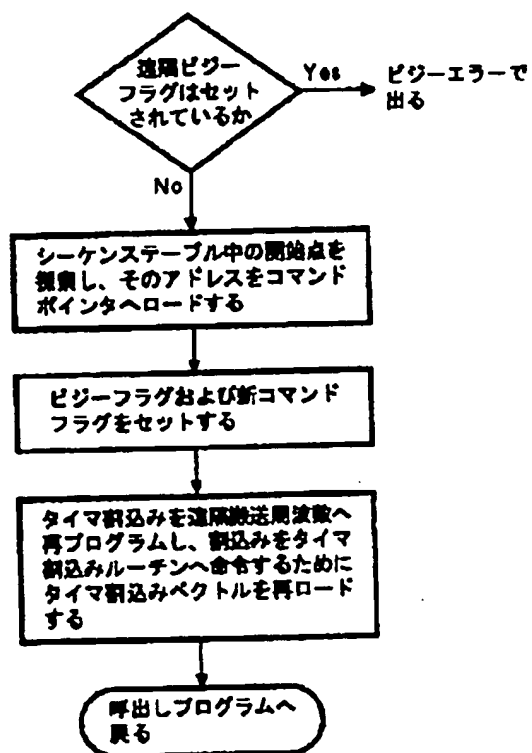 遠隔ビジー
フラグはセット
されているか
Yes
ビジーエラーで
出る
No
シーケンステーブル中の開始点を
捜索し、そのアドレスをコマンド
ポインタへロードする
ビジーフラグおよび新コマンド
フラグをセットする
タイマ割込みを遠隔搬送周波数へ
再プログラムし、割込みをタイマ
割込みルーチンへ命令するために
タイマ割込みベクトルを再ロード
する
呼出しプログラムへ
戻る